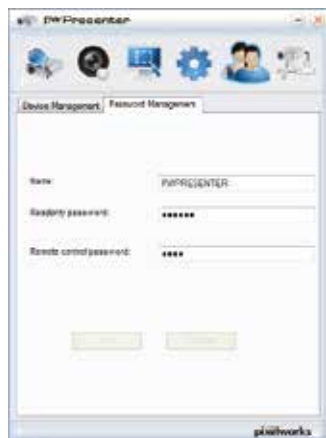 pwPresenter
Device Management Password Management
Name: PWPRESENTER
Readonly password: ••••••
Remote control password: ••••
pixelworks